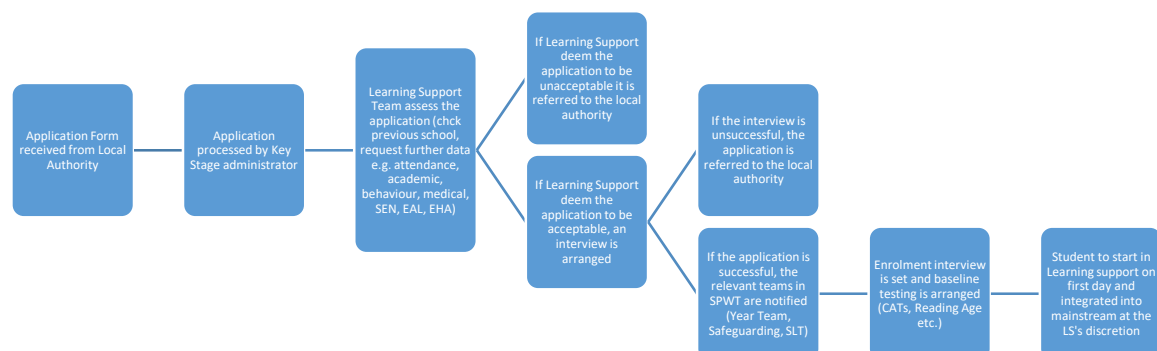 Application Form
received from Local
Authority
Application
processed by Key
Stage administrator
Learning Support
Team assess the
application (chck
previous school,
request further data
e.g. attendance,
academic,
behaviour, medical,
SEN, EAL, EHA)
If Learning Support
deem the
application to be
unacceptable it is
referred to the local
authority
If Learning Support
deem the
application to be
acceptable, an
interview is
arranged
If the interview is
unsuccessful, the
application is
referred to the local
authority
If the application is
successful, the
relevant teams in
SPWT are notified
(Year Team,
Safeguarding, SLT)
Enrolment interview
is set and baseline
testing is arranged
(CATs, Reading Age
etc.)
Student to start in
Learning support on
first day and
integrated into
mainstream at the
LS's discretion